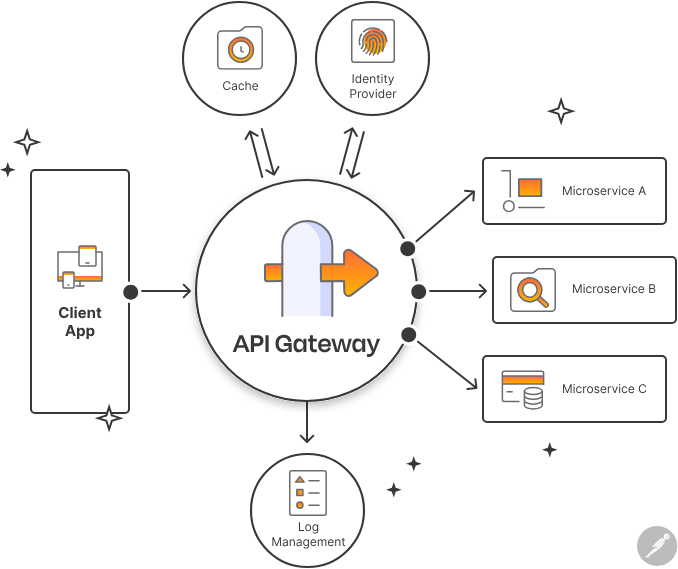 Cache
Identity
Provider
Client
App
API Gateway
Microservice A
Microservice B
Microservice C
Log
Management